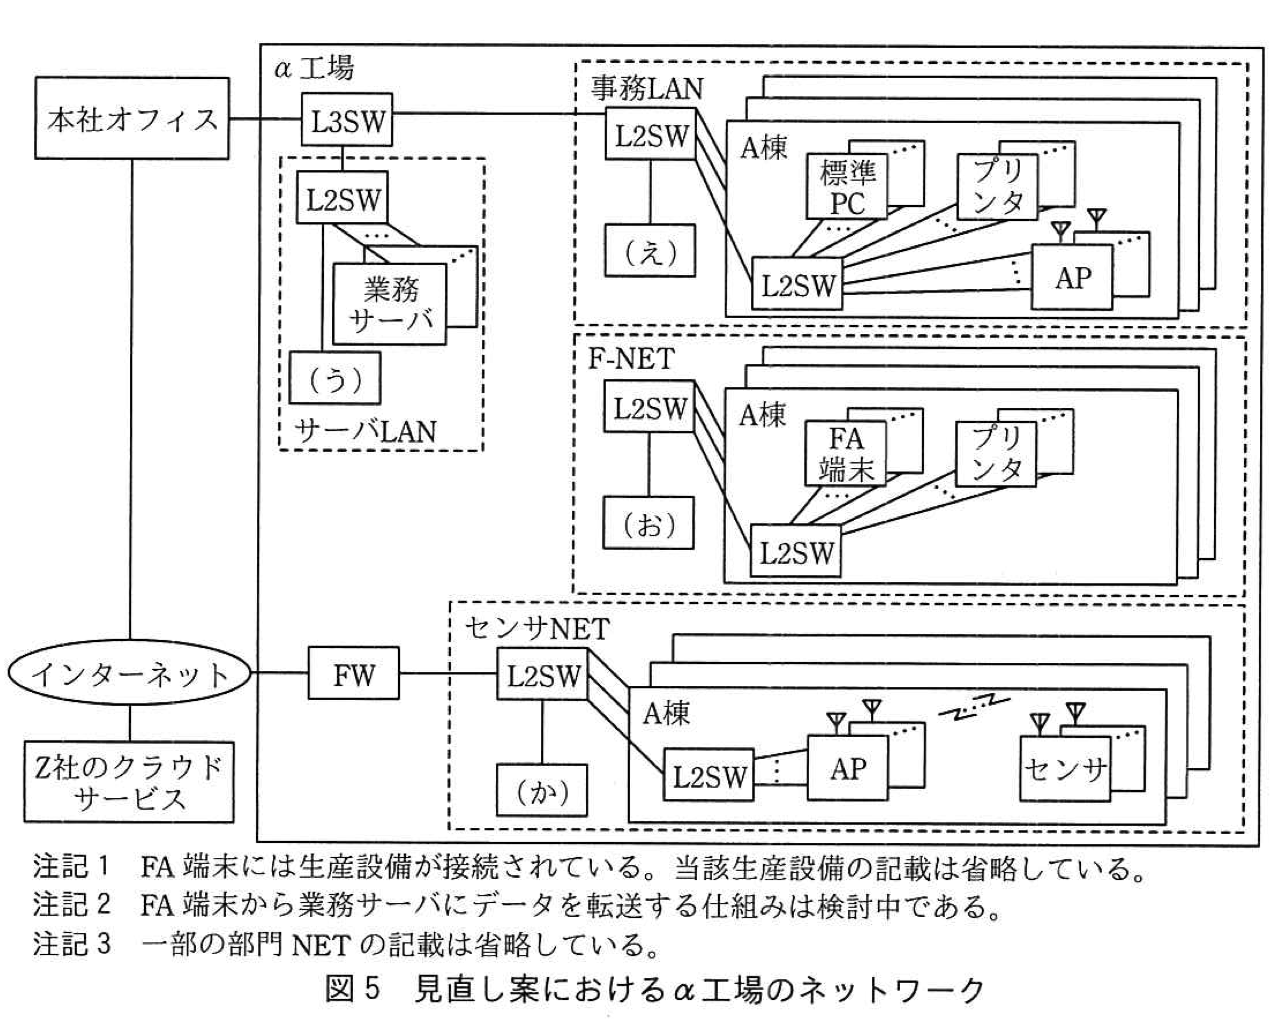 α工場
本社オフィス
L3SW
L2SW
業務
サーバ
(う)
サーバLAN
事務LAN
L2SW
(え)
A棟
標準
PC
プリ
ンタ
L2SW
AP
F-NET
L2SW
(お)
A棟
FA
端末
プリ
ンタ
L2SW
インターネット
FW
センサNET
L2SW
(か)
A棟
L2SW
AP
センサ
Z社のクラウド
サービス
注記1 FA端末には生産設備が接続されている。当該生産設備の記載は省略している。
注記2 FA端末から業務サーバにデータを転送する仕組みは検討中である。
注記3 一部の部門NETの記載は省略している。
図5 見直し案におけるα工場のネットワーク